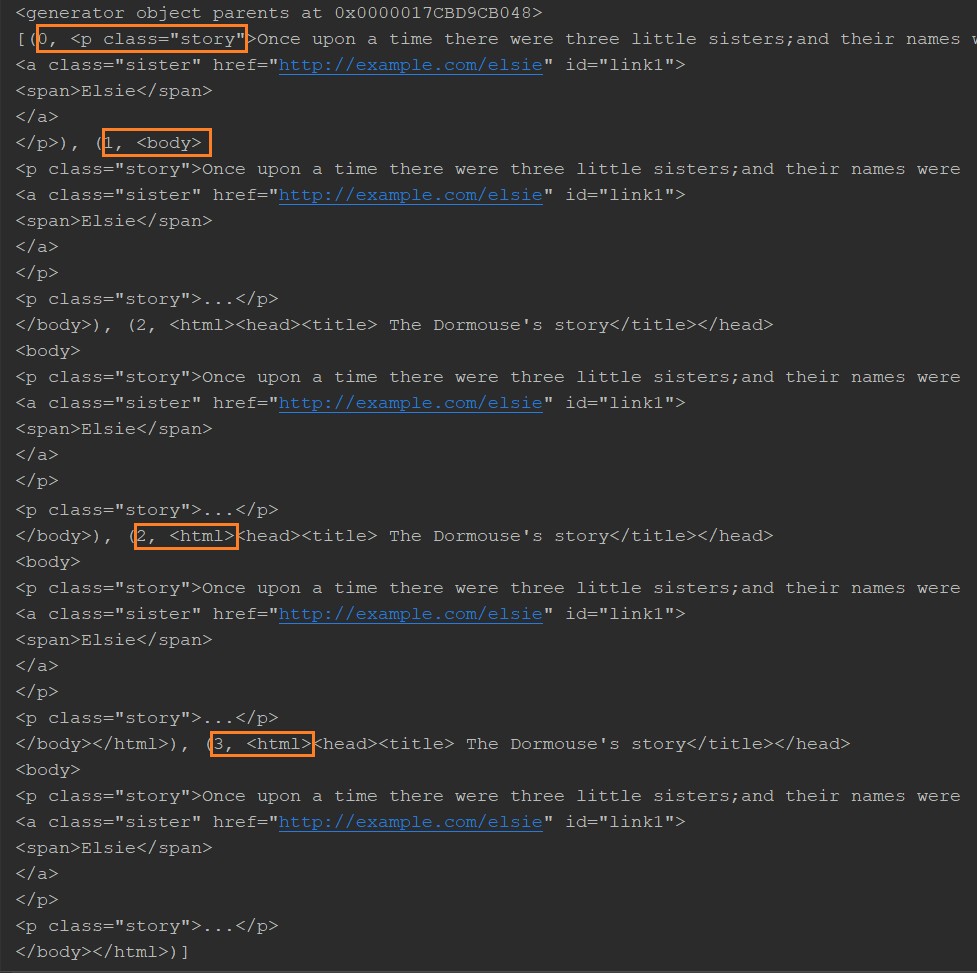 <generator object parents at 0x0000017CBD9CB048>
[(0, <p class="story">Once upon a time there were three little sisters;and their names
<a class="sister" href="http://example.com/elsie" id="link1">
<span>Elsie</span>
</a>
</p>), (1, <body>
<p class="story">Once upon a time there were three little sisters;and their names were
<a class="sister" href="http://example.com/elsie" id="link1">
<span>Elsie</span>
</a>
</p>
<p class="story">...</p>
</body>), (2, <html><head><title> The Dormouse's story</title></head>
<body>
<p class="story">Once upon a time there were three little sisters;and their names were
<a class="sister" href="http://example.com/elsie" id="link1">
<span>Elsie</span>
</a>
</p>
<p class="story">...</p>
</body>), (2, <html><head><title> The Dormouse's story</title></head>
<body>
<p class="story">Once upon a time there were three little sisters;and their names were
<a class="sister" href="http://example.com/elsie" id="link1">
<span>Elsie</span>
</a>
</p>
<p class="story">...</p>
</body></html>), (3, <html><head><title> The Dormouse's story</title></head>
<body>
<p class="story">Once upon a time there were three little sisters;and their names were
<a class="sister" href="http://example.com/elsie" id="link1">
<span>Elsie</span>
</a>
</p>
<p class="story">...</p>
</body></html>)]